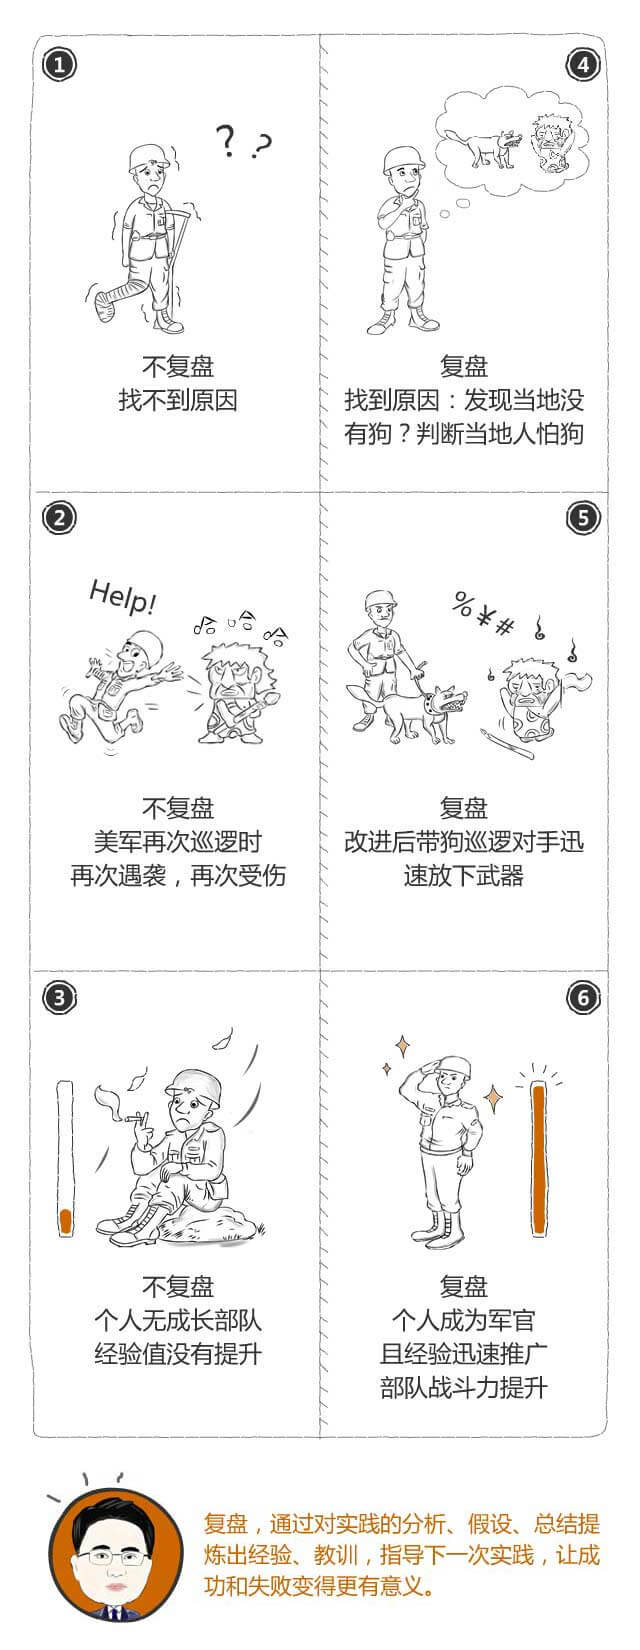 1
? ?
不复盘
找不到原因
4
复盘
找到原因：发现当地没
有狗？判断当地人怕狗
2
Help!
不复盘
美军再次巡逻时
再次遇袭，再次受伤
5
%￥#
复盘
改进后带狗巡逻对手迅
速放下武器
3
不复盘
个人无成长部队
经验值没有提升
6
复盘
个人成为军官
且经验迅速推广
部队战斗力提升
复盘，通过对实践的分析、假设、总结提
炼出经验、教训，指导下一次实践，让成
功和失败变得更有意义。